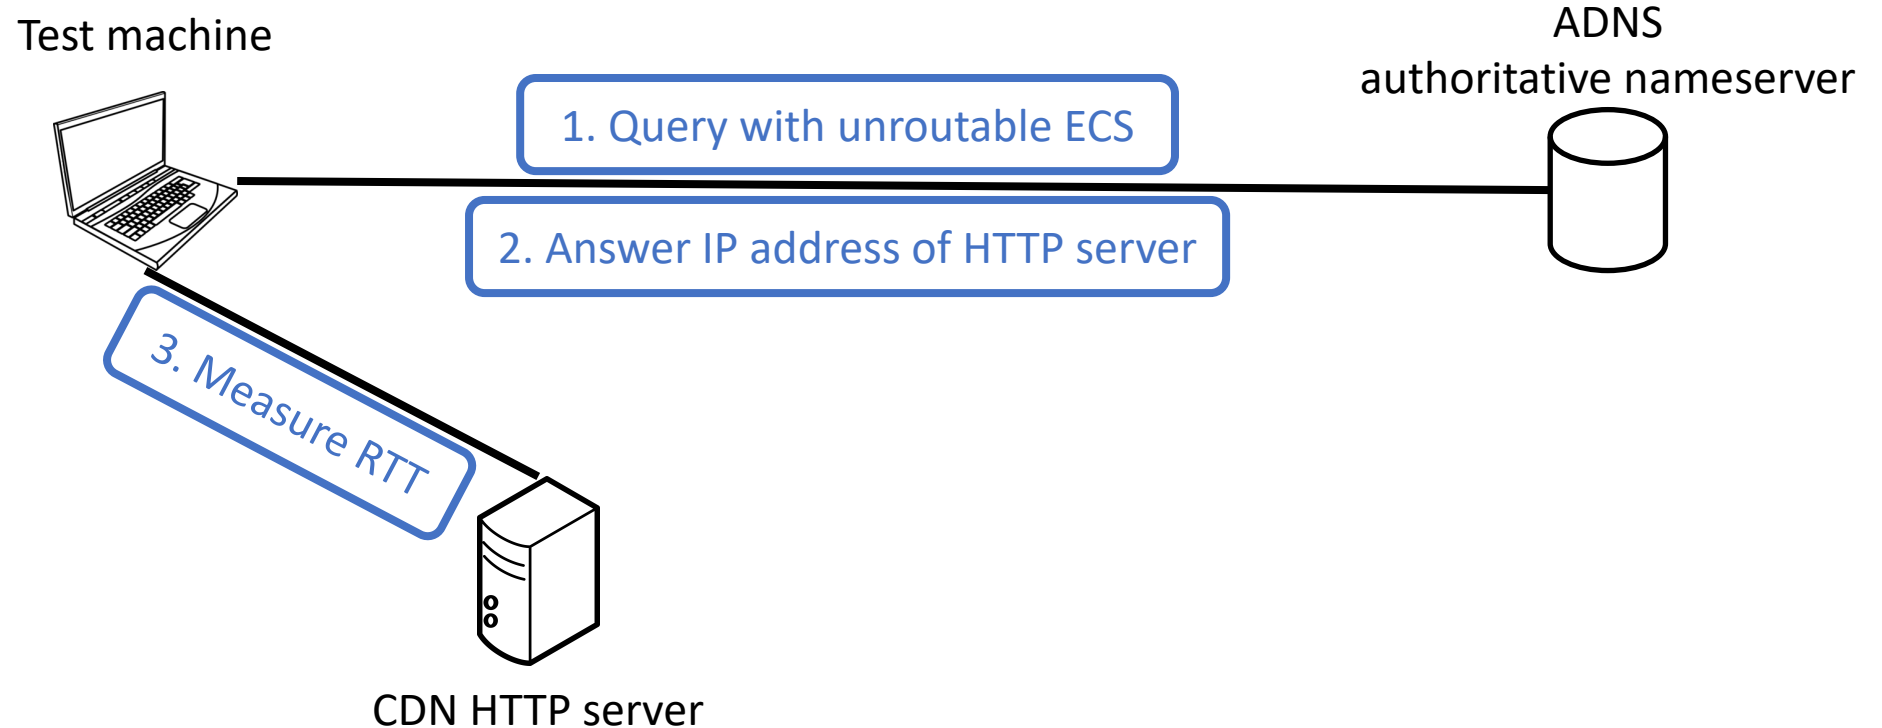 Test machine
ADNS
authoritative nameserver
1. Query with unroutable ECS
2. Answer IP address of HTTP server
3. Measure RTT
CDN HTTP server